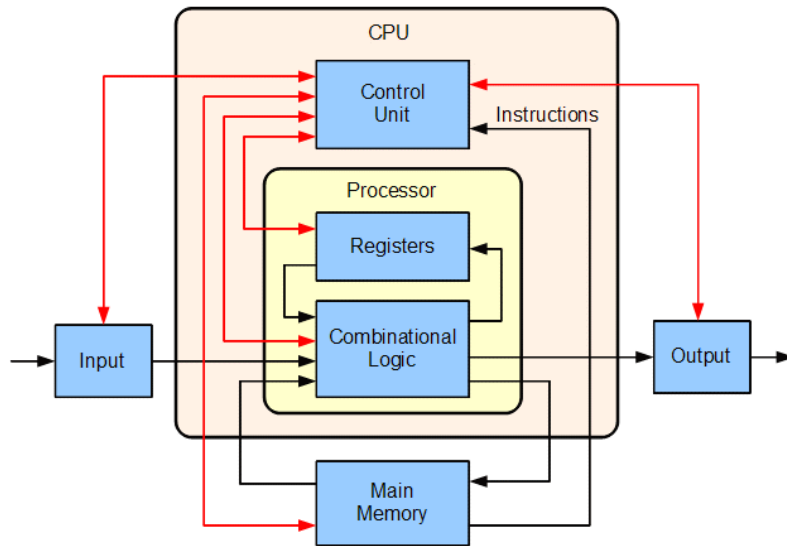 CPU
Control
Unit
Instructions
Processor
Registers
Combinational
Logic
Input
Output
Main
Memory